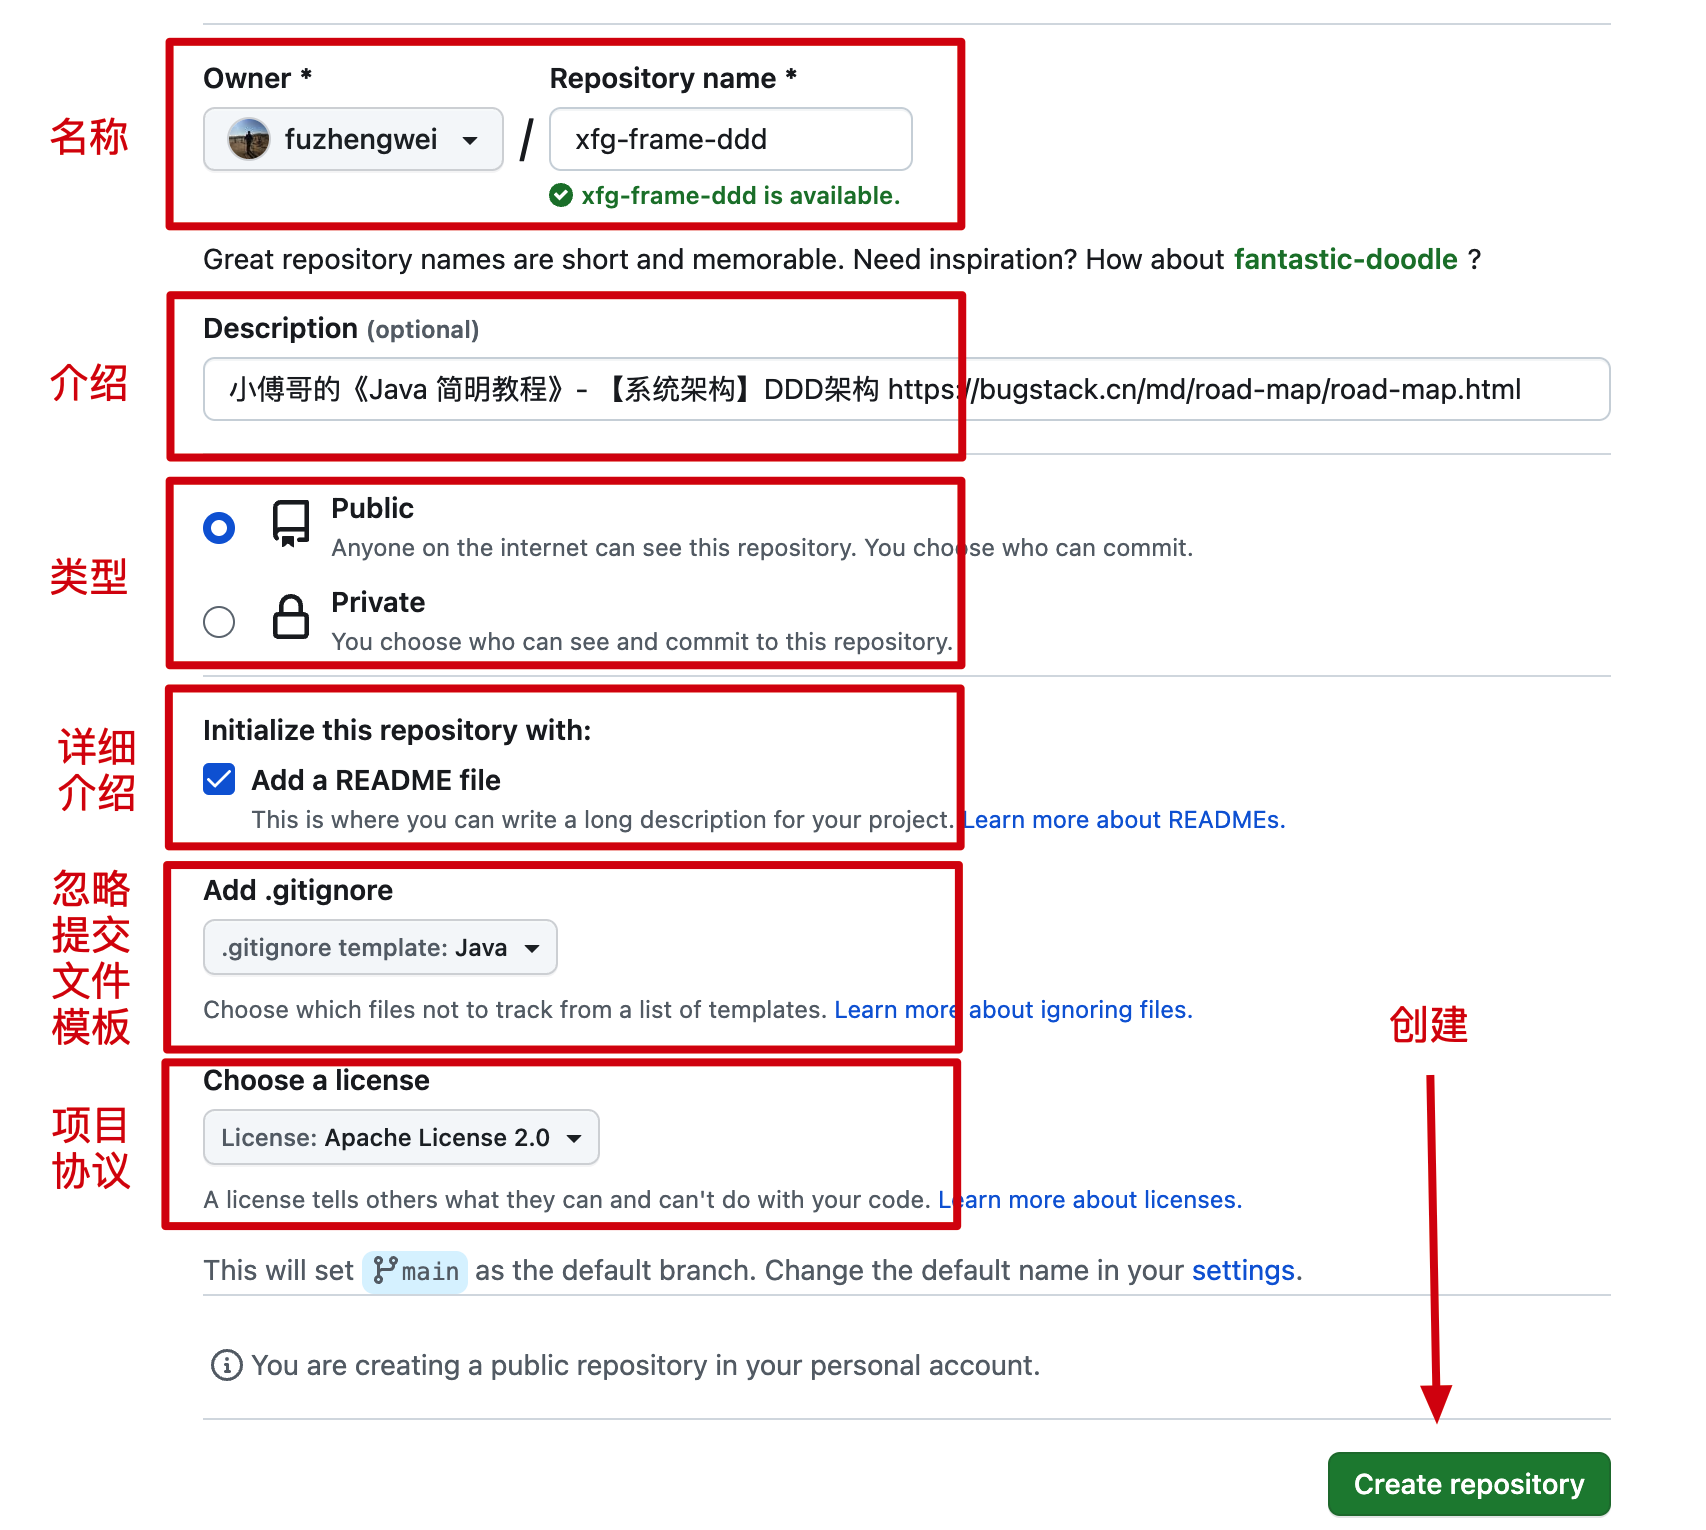 Owner *
Repository name *
名称
fuzhengwei
/
xfg-frame-ddd
xfg-frame-ddd is available.
Great repository names are short and memorable. Need inspiration? How about fantastic-doodle ?
Description (optional)
介绍
小傅哥的《Java 简明教程》- 【系统架构】DDD架构 https://bugstack.cn/md/road-map/road-map.html
类型
Public
Anyone on the internet can see this repository. You choose who can commit.
Private
You choose who can see and commit to this repository.
详细
介绍
Initialize this repository with:
Add a README file
This is where you can write a long description for your project. Learn more about READMEs.
忽略
提交
文件
模板
Add .gitignore
.gitignore template: Java
Choose which files not to track from a list of templates. Learn more about ignoring files.
创建
项目
协议
Choose a license
License: Apache License 2.0
A license tells others what they can and can't do with your code. Learn more about licenses.
This will set main as the default branch. Change the default name in your settings.
You are creating a public repository in your personal account.
Create repository